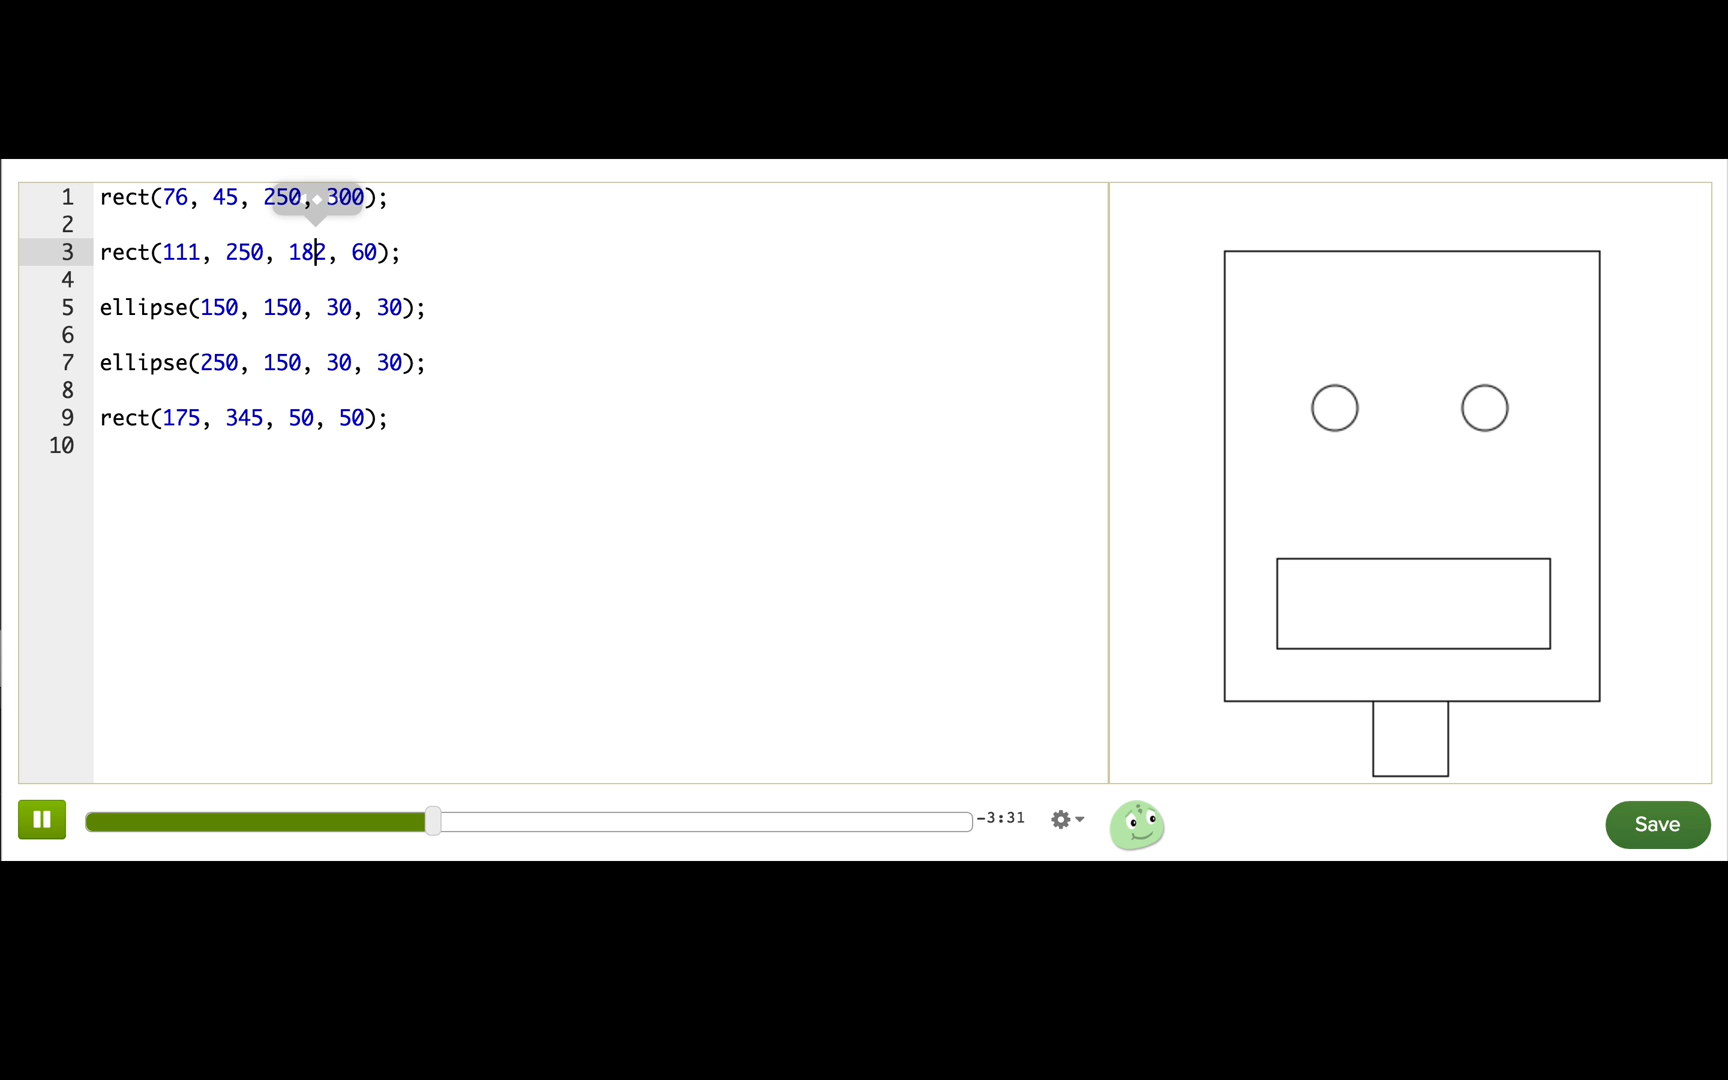 1 rect(76, 45, 250, 300);
2
3 rect(111, 250, 182, 60);
4
5 ellipse(150, 150, 30, 30);
6
7 ellipse(250, 150, 30, 30);
8
9 rect(175, 345, 50, 50);
10
-3:31
Save